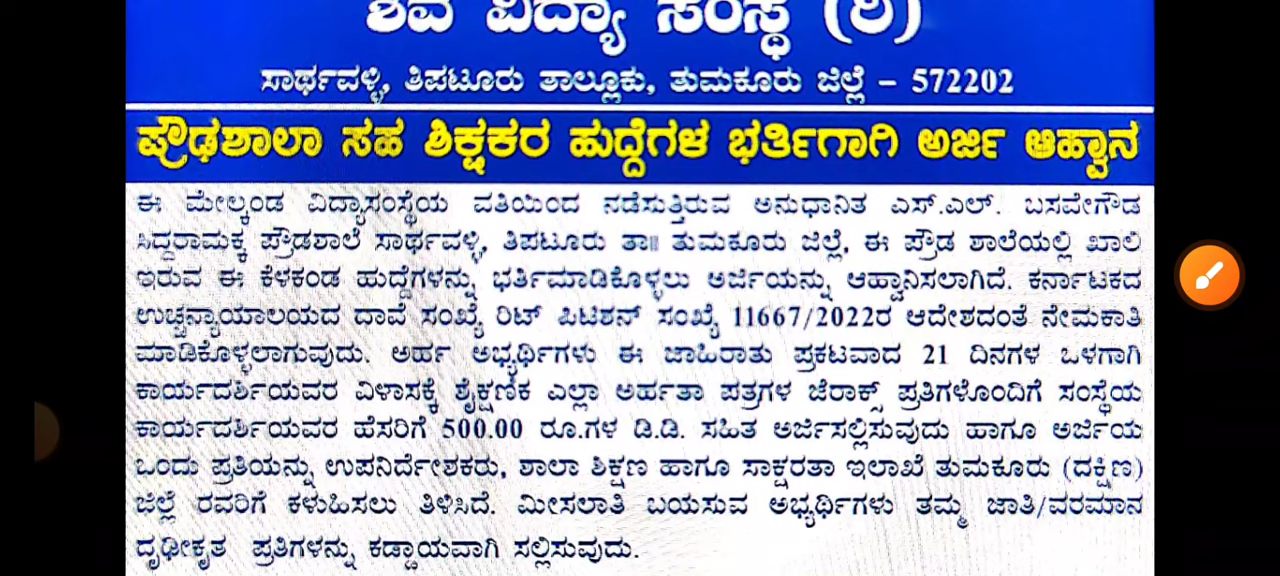 ಶಿವ ವಿದ್ಯಾ ಸಂಸ್ಥೆ (ರಿ)
ಸಾರ್ಥವಳ್ಳಿ, ತಿಪಟೂರು ತಾಲ್ಲೂಕು, ತುಮಕೂರು ಜಿಲ್ಲೆ – 572202
ಪ್ರೌಢಶಾಲಾ ಸಹ ಶಿಕ್ಷಕರ ಹುದ್ದೆಗಳ ಭರ್ತಿಗಾಗಿ ಅರ್ಜಿ ಆಹ್ವಾನ
ಈ ಮೇಲ್ಕಂಡ ವಿದ್ಯಾಸಂಸ್ಥೆಯ ವತಿಯಿಂದ ನಡೆಸುತ್ತಿರುವ ಅನುಧಾನಿತ ಎಸ್.ಎಲ್. ಬಸವೇಗೌಡ
ಸಿದ್ದರಾಮಕ್ಕ ಪ್ರೌಡಶಾಲೆ ಸಾರ್ಥವಳ್ಳಿ, ತಿಪಟೂರು ತಾ॥ ತುಮಕೂರು ಜಿಲ್ಲೆ, ಈ ಪ್ರೌಡ ಶಾಲೆಯಲ್ಲಿ ಖಾಲಿ
ಇರುವ ಈ ಕೆಳಕಂಡ ಹುದ್ದೆಗಳನ್ನು ಭರ್ತಿಮಾಡಿಕೊಳ್ಳಲು ಅರ್ಜಿಯನ್ನು ಆಹ್ವಾನಿಸಲಾಗಿದೆ. ಕರ್ನಾಟಕದ
ಉಚ್ಛನ್ಯಾಯಾಲಯದ ದಾವೆ ಸಂಖ್ಯೆ ರಿಟ್ ಪಿಟಿಶನ್ ಸಂಖ್ಯೆ 11667/2022ರ ಆದೇಶದಂತೆ ನೇಮಕಾತಿ
ಮಾಡಿಕೊಳ್ಳಲಾಗುವುದು. ಅರ್ಹ ಅಭ್ಯರ್ಥಿಗಳು ಈ ಜಾಹಿರಾತು ಪ್ರಕಟವಾದ 21 ದಿನಗಳ ಒಳಗಾಗಿ
ಕಾರ್ಯದರ್ಶಿಯವರ ವಿಳಾಸಕ್ಕೆ ಶೈಕ್ಷಣಿಕ ಎಲ್ಲಾ ಅರ್ಹತಾ ಪತ್ರಗಳ ಜೆರಾಕ್ಸ್ ಪ್ರತಿಗಳೊಂದಿಗೆ ಸಂಸ್ಥೆಯ
ಕಾರ್ಯದರ್ಶಿಯವರ ಹೆಸರಿಗೆ 500.00 ರೂ.ಗಳ ಡಿ.ಡಿ. ಸಹಿತ ಅರ್ಜಿಸಲ್ಲಿಸುವುದು ಹಾಗೂ ಅರ್ಜಿಯ
ಒಂದು ಪ್ರತಿಯನ್ನು ಉಪನಿರ್ದೇಶಕರು, ಶಾಲಾ ಶಿಕ್ಷಣ ಹಾಗೂ ಸಾಕ್ಷರತಾ ಇಲಾಖೆ ತುಮಕೂರು (ದಕ್ಷಿಣ)
ಜಿಲ್ಲೆ ರವರಿಗೆ ಕಳುಹಿಸಲು ತಿಳಿಸಿದೆ. ಮೀಸಲಾತಿ ಬಯಸುವ ಅಭ್ಯರ್ಥಿಗಳು ತಮ್ಮ ಜಾತಿ/ವರಮಾನ
ದೃಢೀಕೃತ ಪ್ರತಿಗಳನ್ನು ಕಡ್ಡಾಯವಾಗಿ ಸಲ್ಲಿಸುವುದು.